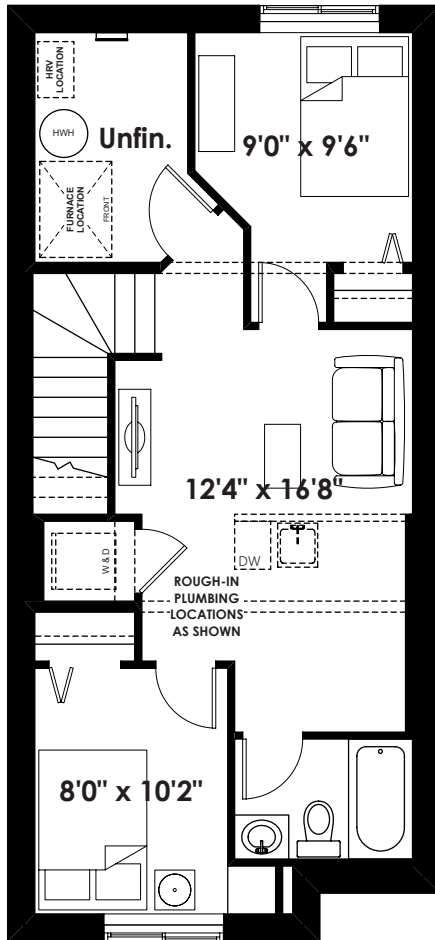 HRV
LOCATION
HWH
Unfin.
9'0" x 9'6"
FURNACE
LOCATION
FRONT
12'4" x 16'8"
W & D
DW
ROUGH-IN
PLUMBING
LOCATIONS
AS SHOWN
8'0" x 10'2"